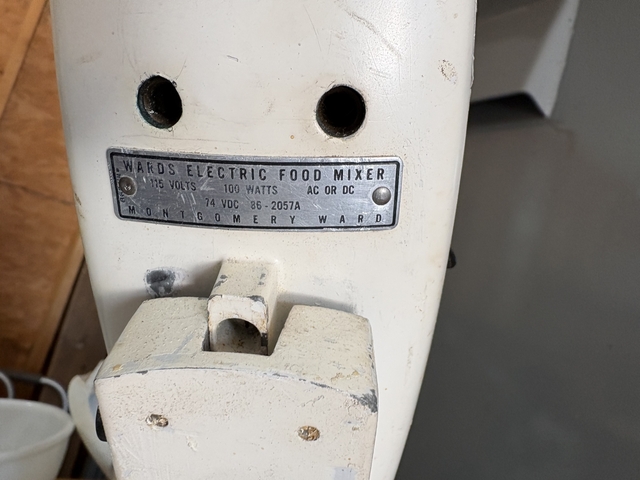 WARDS ELECTRIC FOOD MIXER
115 VOLTS 100 WATTS AC OR DC
74 VDC 86-2057A
MONTGOMERY WARD